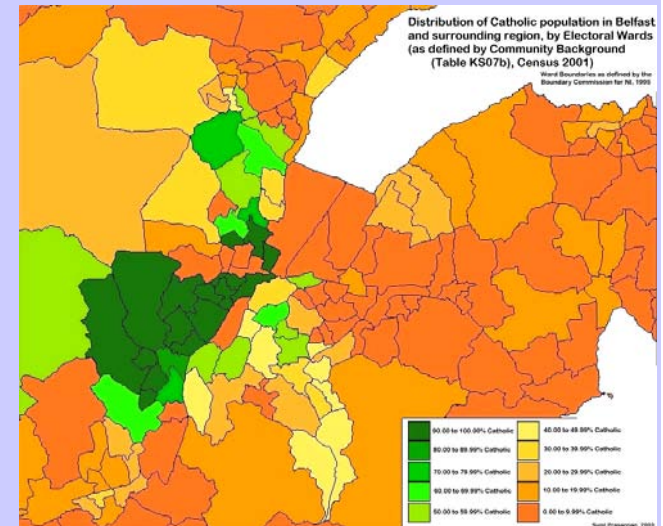 Distribution of Catholic population in Belfast
and surrounding region, by Electoral Wards
(as defined by Community Background
(Table KS07b), Census 2001)
Ward Boundaries as defined by the
Boundary Commission for NI,
90.00 to 100.00% Catholic
80.00 to 89.99% Catholic
70.00 to 79.99% Catholic
60.00 to 69.99% Catholic
50.00 to 59.99% Catholic
40.00 to 49.99% Catholic
30.00 to 39.99% Catholic
20.00 to 29.99% Catholic
10.00 to 19.99% Catholic
0.00 to 9.99% Catholic